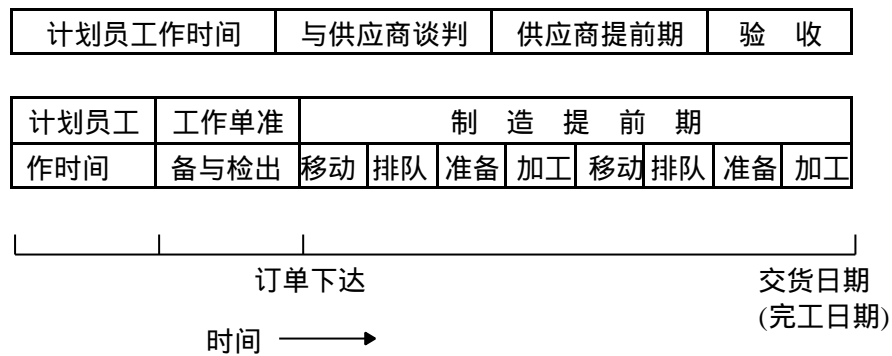 计划员工作时间 与供应商谈判 供应商提前期 验 收
计划员工 工作单准 制 造 提 前 期
作时间 备与检出 移动 排队 准备 加工 移动 排队 准备 加工
订单下达 交货日期
(完工日期)
时间